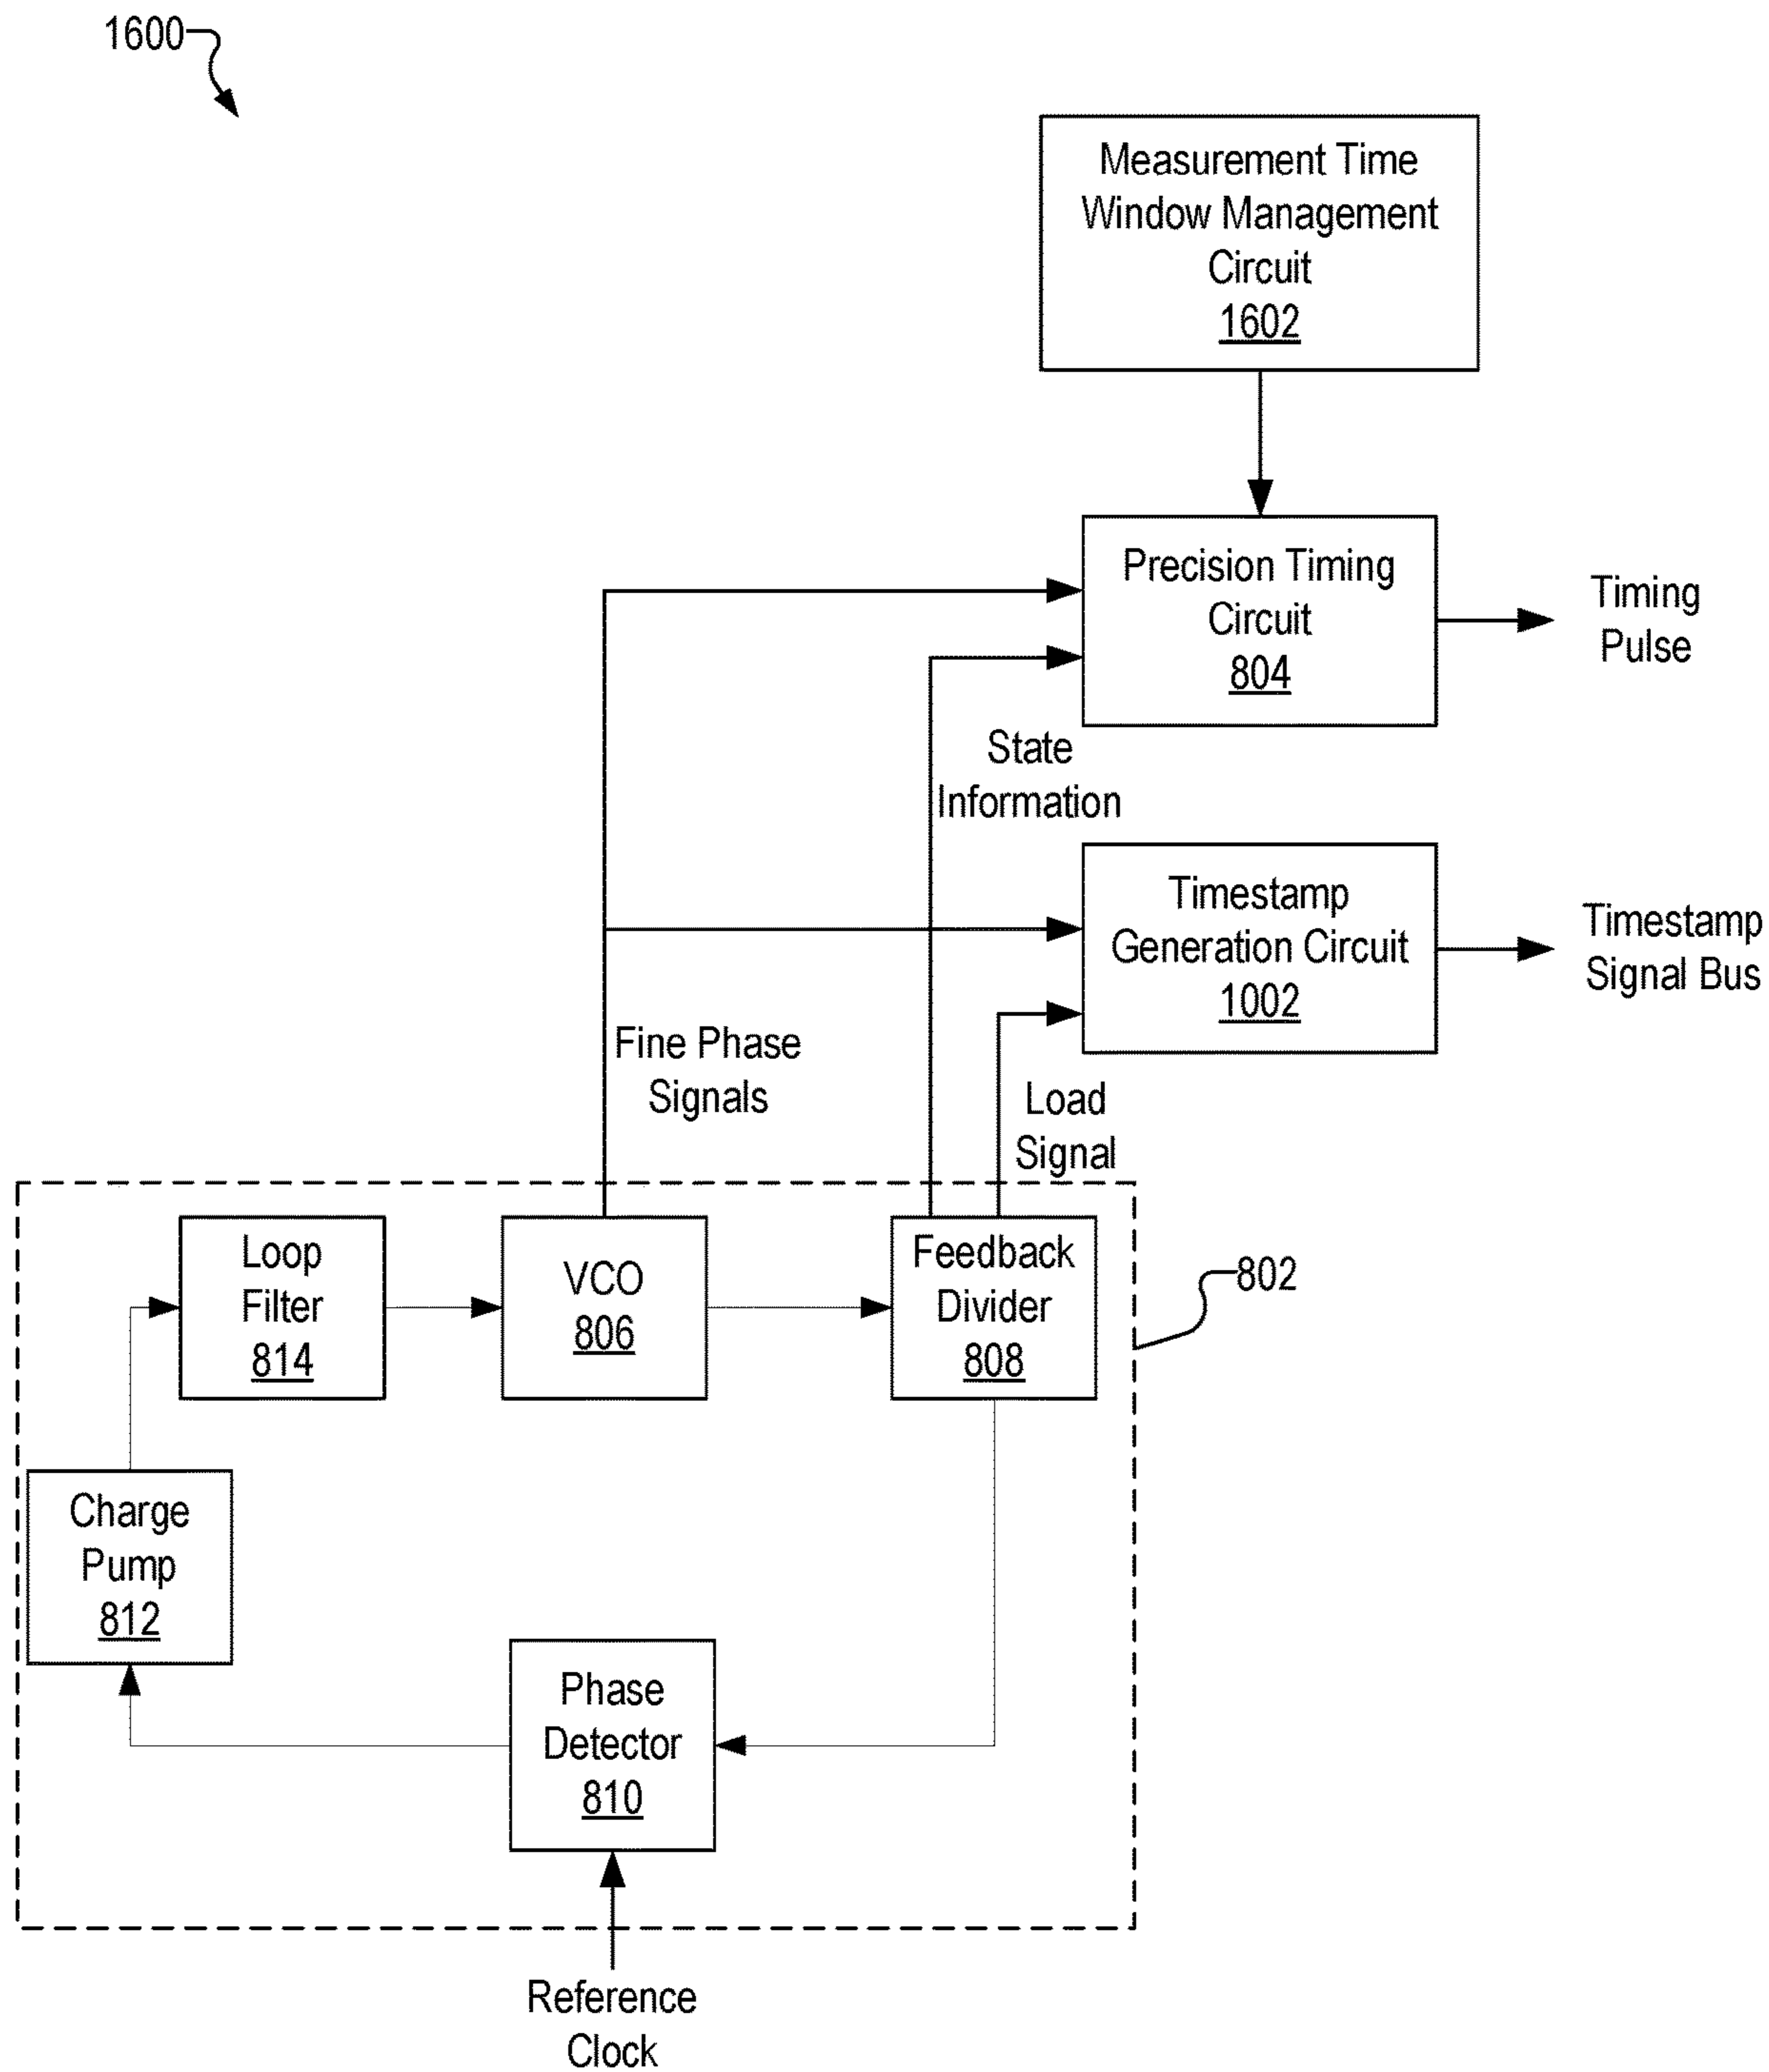 1600
Measurement Time
Window Management
Circuit
1602
Precision Timing
Circuit
804
Timing
Pulse
State
Information
Timestamp
Generation Circuit
1002
Timestamp
Signal Bus
Fine Phase
Signals
Load
Signal
Loop
Filter
814
VCO
806
Feedback
Divider
808
802
Charge
Pump
812
Phase
Detector
810
Reference
Clock